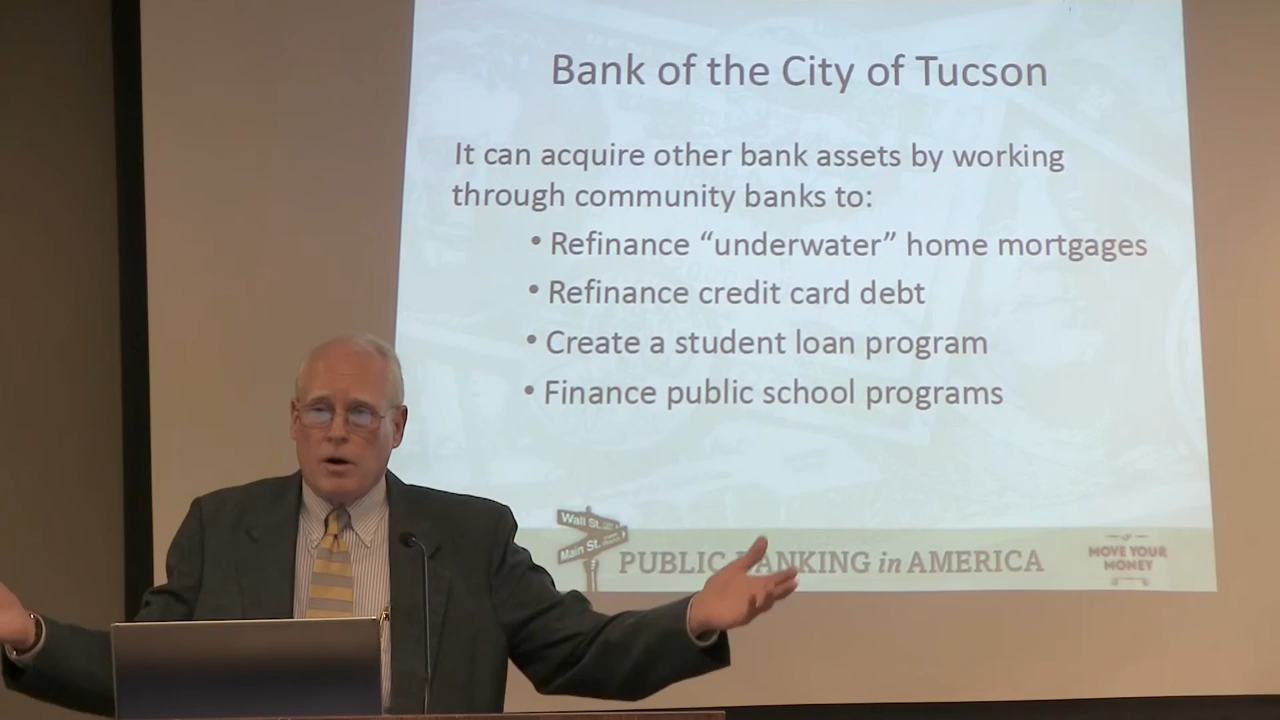 Bank of the City of Tucson
It can acquire other bank assets by working
through community banks to:
• Refinance “underwater” home mortgages
• Refinance credit card debt
• Create a student loan program
• Finance public school programs
Wall St.
Main St.
PUBLIC BANKING in AMERICA
MOVE YOUR
MONEY